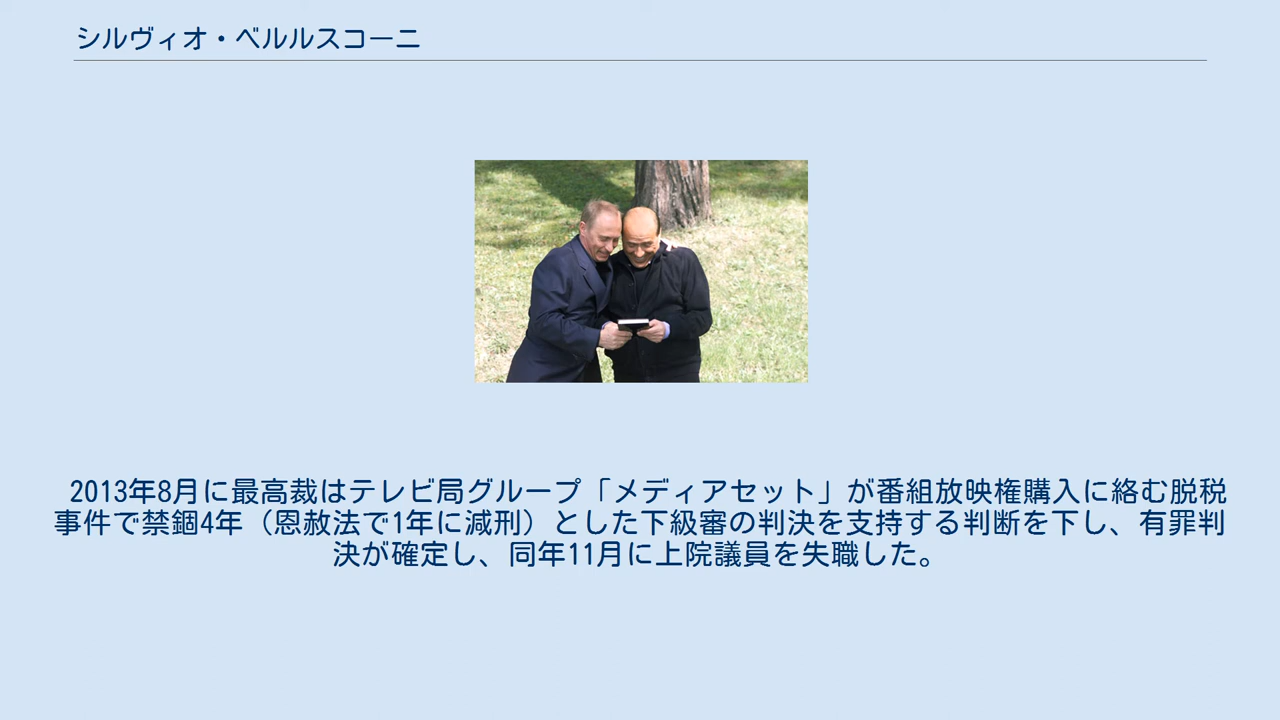 シルヴィオ・ベルルスコーニ
2013年8月に最高裁はテレビ局グループ「メディアセット」が番組放映権購入に絡む脱税
事件で禁錮4年（恩赦法で1年に減刑）とした下級審の判決を支持する判断を下し、有罪判
決が確定し、同年11月に上院議員を失職した。